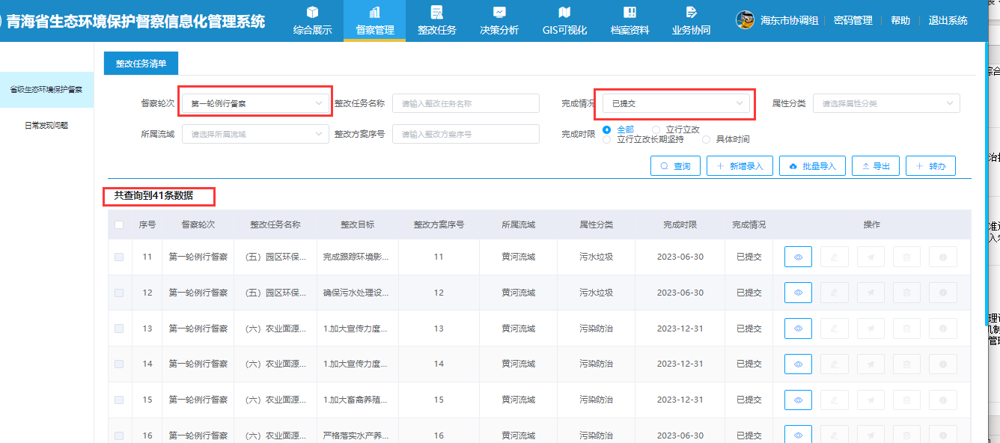 青海省生态环境保护督察信息化管理系统
综合展示 督察管理 整改任务 决策分析 GIS可视化 档案资料 业务协同
海东市协调组 密码管理 帮助 退出系统
整改任务清单
省级生态环境保护督察
日常发现问题
督察轮次 第一轮例行督察 整改任务名称 请输入整改任务名称 完成情况 已提交 属性分类 请选择属性分类
所属流域 请选择所属流域 整改方案序号 请输入整改方案序号 完成时限 全部 立行立改
立行立改长期坚持 具体时间
查询 新增录入 批量导入 导出 转办
共查询到41条数据
序号 督察轮次 整改任务名称 整改目标 整改方案序号 所属流域 属性分类 完成时限 完成情况 操作
11 第一轮例行督察 （五）园区环保... 完成跟踪环境影... 11 黄河流域 污水垃圾 2023-06-30 已提交
12 第一轮例行督察 （五）园区环保... 确保污水处理设... 12 黄河流域 污水垃圾 2023-06-30 已提交
13 第一轮例行督察 （六）农业面源... 1.加大宣传力度... 13 黄河流域 污染防治 2023-12-31 已提交
14 第一轮例行督察 （六）农业面源... 1.加大宣传力度... 14 黄河流域 污染防治 2023-12-31 已提交
15 第一轮例行督察 （六）农业面源... 1.加大畜禽养殖... 15 黄河流域 污染防治 2023-12-31 已提交
16 第一轮例行督察 （六）农业面源... 严格落实水产养... 16 黄河流域 污染防治 2023-06-30 已提交